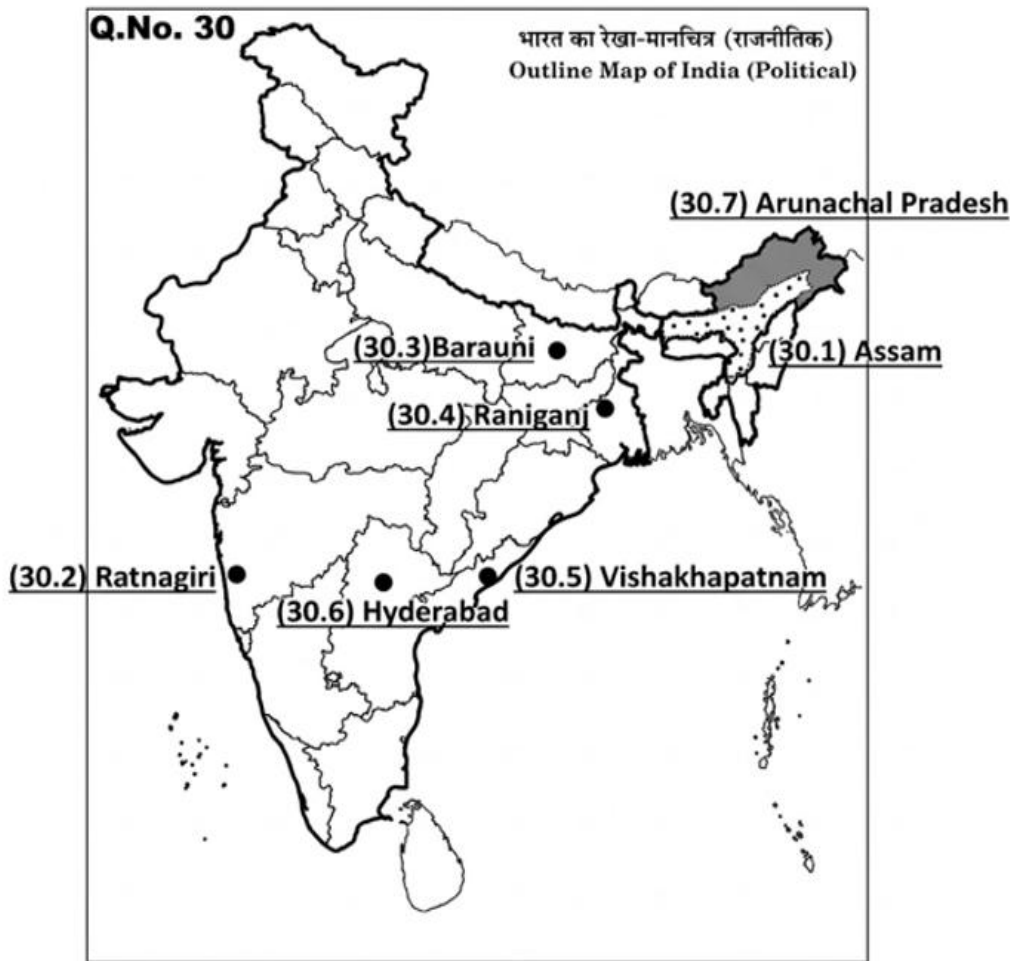 Q.No. 30
भारत का रेखा-मानचित्र (राजनीतिक)
Outline Map of India (Political)
(30.7) Arunachal Pradesh
(30.3)Barauni
(30.1) Assam
(30.4) Raniganj
(30.2) Ratnagiri
(30.5) Vishakhapatnam
(30.6) Hyderabad